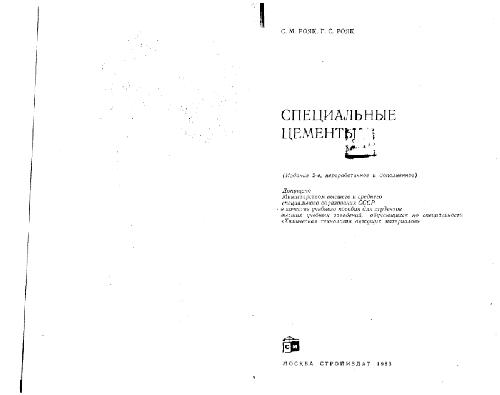 С. М. РОЯК, Г. С. РОЯК
СПЕЦИАЛЬНЫЕ
ЦЕМЕНТЫ
(Издание 2-е, переработанное и дополненное)
Допущено
Министерством высшего и среднего
специального образования СССР
в качестве учебного пособия для студентов
высших учебных заведений, обучающихся по специальности
«Химическая технология вяжущих материалов»
С И
МОСКВА СТРОЙИЗДАТ